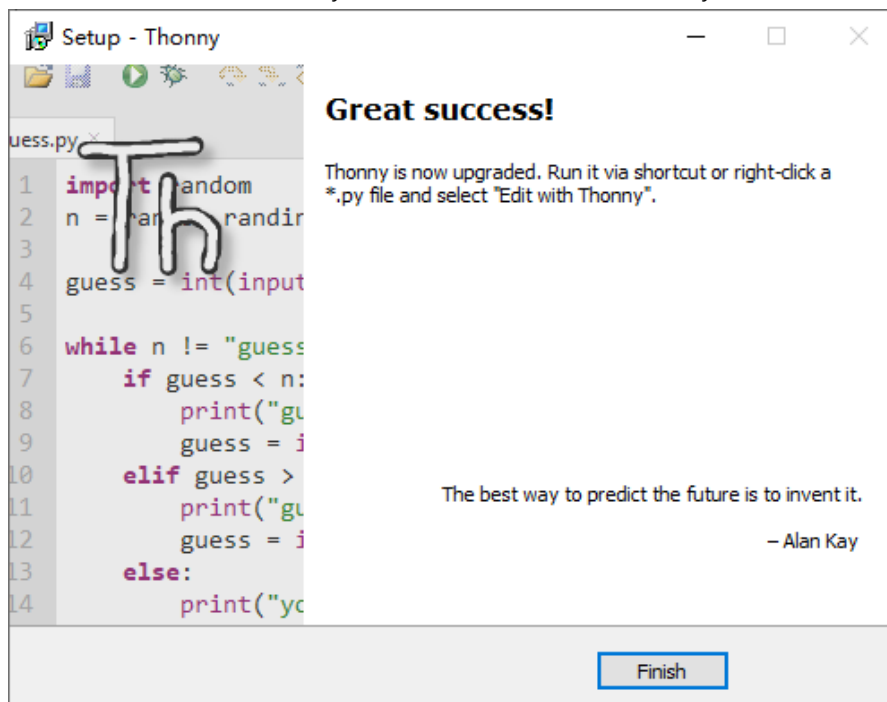 Setup - Thonny
uess.py ×
Th
Great success!
Thonny is now upgraded. Run it via shortcut or right-click a
*.py file and select "Edit with Thonny".
1 import random
2 n = randin
3
4 guess = int(input
5
6 while n != "guess
7 if guess < n:
8 print("gu
9 guess = i
10 elif guess >
11 print("gu
12 guess = i
13 else:
14 print("yo
The best way to predict the future is to invent it.
– Alan Kay
Finish